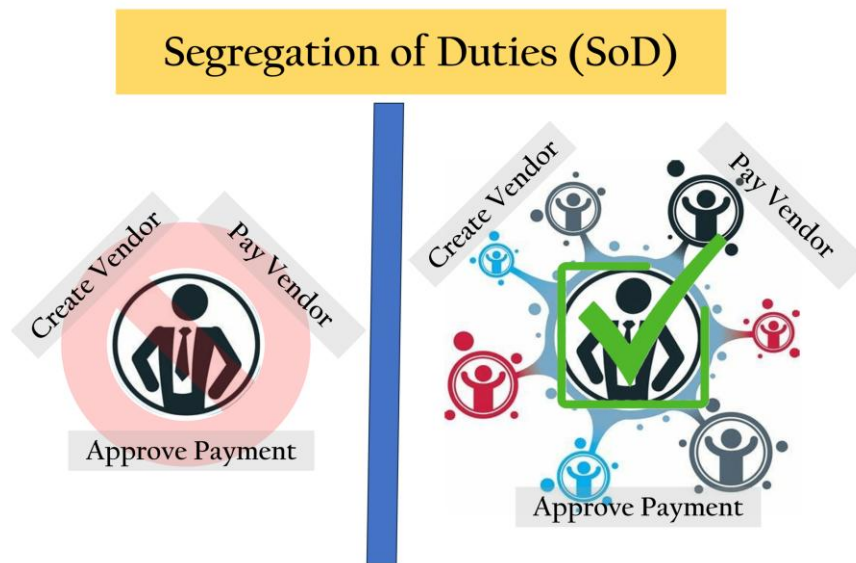 Segregation of Duties (SoD)
Create Vendor
Pay Vendor
Approve Payment
Create Vendor
Pay Vendor
Approve Payment